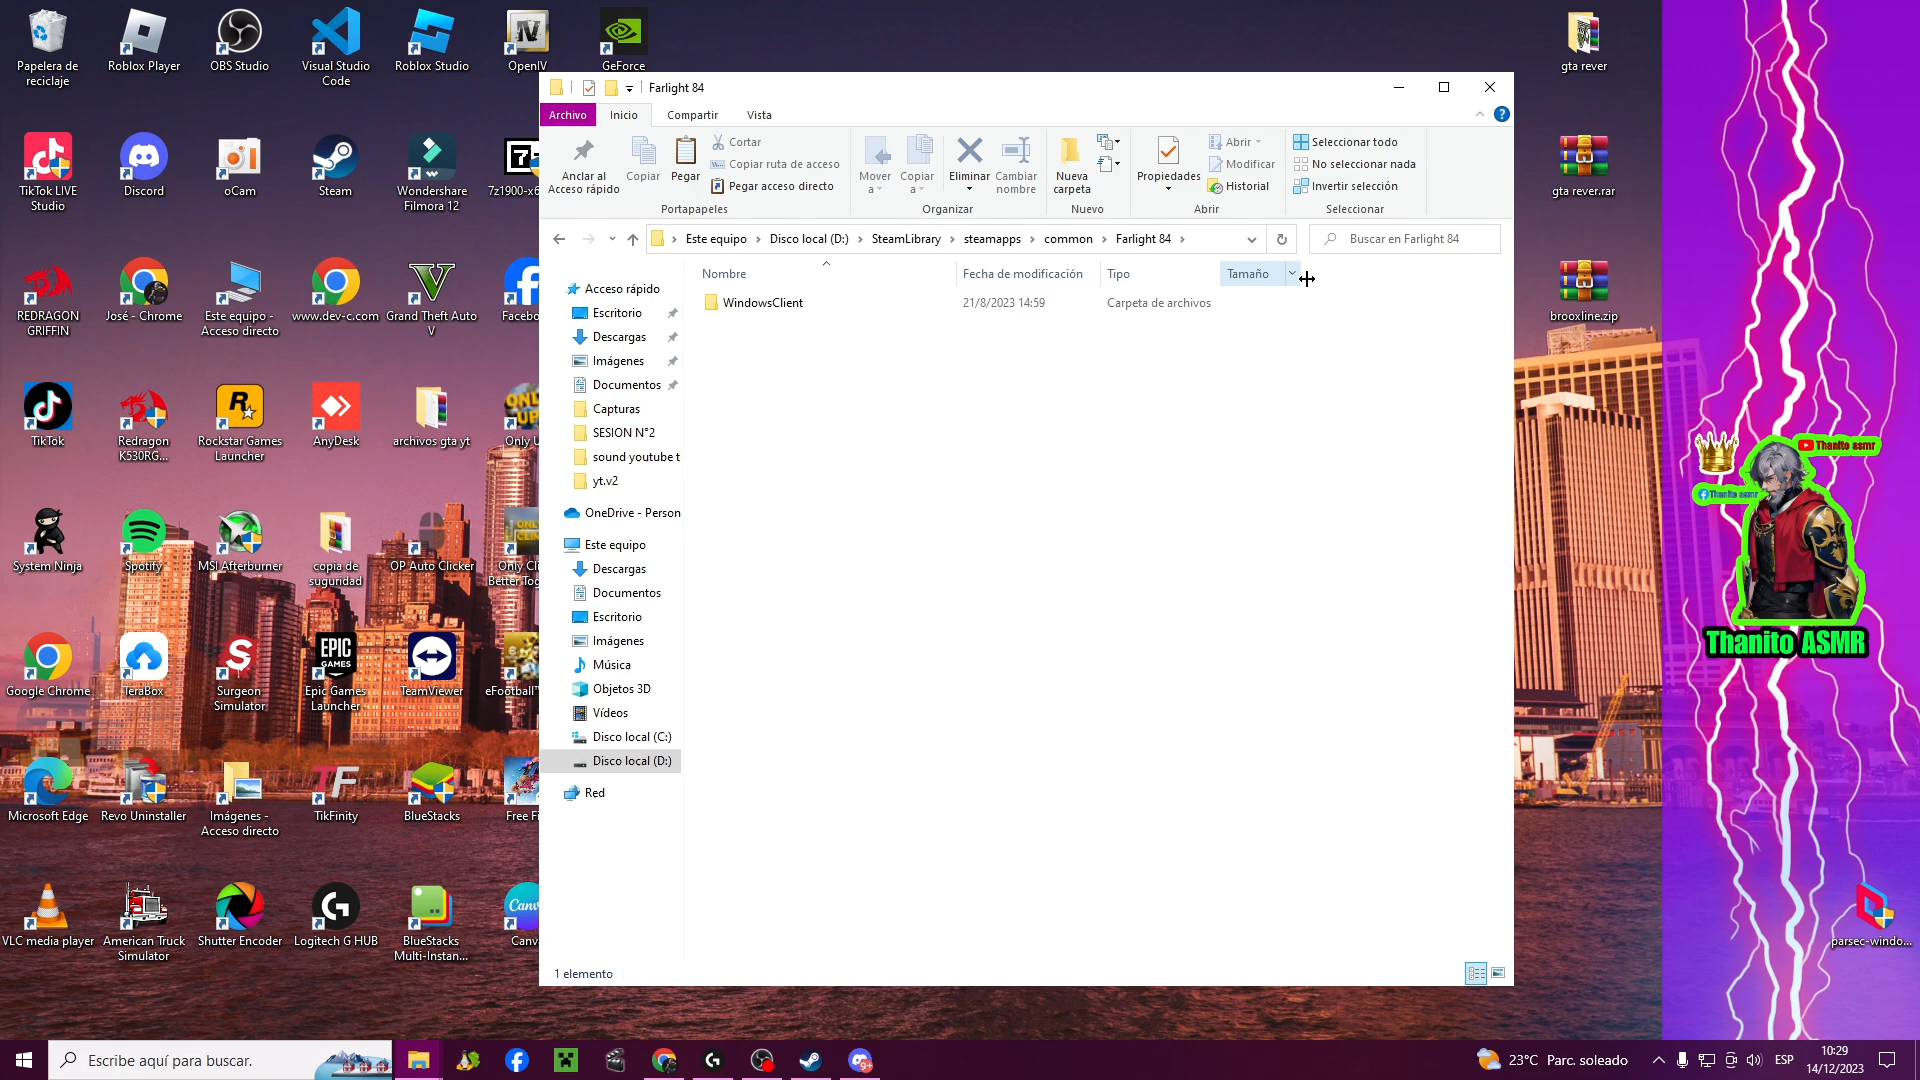 Papelera de
reciclaje
Roblox Player
OBS Studio
Visual Studio
Code
Roblox Studio
OpenIV
GeForce
TikTok LIVE
Studio
Discord
oCam
Steam
Wondershare
Filmora 12
7z1900-x6
REDRAGON
GRIFFIN
José - Chrome
Este equipo -
Acceso directo
www.dev-c.com
Grand Theft Auto
V
Facebo
TikTok
Redragon
K530RG...
Rockstar Games
Launcher
AnyDesk
archivos gta yt
Only U
System Ninja
Spotify
MSI Afterburner
copia de
suguridad
OP Auto Clicker
Only Cli
Better Tog
Google Chrome
TeraBox
Surgeon
Simulator
EPIC
GAMES
Epic Games
Launcher
TeamViewer
eFootball™
Microsoft Edge
Revo Uninstaller
Imágenes -
Acceso directo
TikFinity
BlueStacks
Free Fi
VLC media player
American Truck
Simulator
Shutter Encoder
Logitech G HUB
BlueStacks
Multi-Instan...
Canv
Farlight 84
Archivo
Inicio
Compartir
Vista
Anclar al
Acceso rápido
Copiar
Pegar
Cortar
Copiar ruta de acceso
Pegar acceso directo
Portapapeles
Mover
a
Copiar
a
Eliminar
Cambiar
nombre
Organizar
Nueva
carpeta
Nuevo
Propiedades
Abrir
Modificar
Historial
Abrir
Seleccionar todo
No seleccionar nada
Invertir selección
Seleccionar
Este equipo
Disco local (D:)
SteamLibrary
steamapps
common
Farlight 84
Buscar en Farlight 84
Nombre
Fecha de modificación
Tipo
Tamaño
WindowsClient
21/8/2023 14:59
Carpeta de archivos
Acceso rápido
Escritorio
Descargas
Imágenes
Documentos
Capturas
SESION N°2
sound youtube t
yt.v2
OneDrive - Person
Este equipo
Descargas
Documentos
Escritorio
Imágenes
Música
Objetos 3D
Vídeos
Disco local (C:)
Disco local (D:)
Red
1 elemento
gta rever
gta rever.rar
brooxline.zip
Thanito asmr
Thanito asmr
Thanito ASMR
parsec-windo...
Escribe aquí para buscar.
9+
23°C Parc. soleado
ESP
10:29
14/12/2023